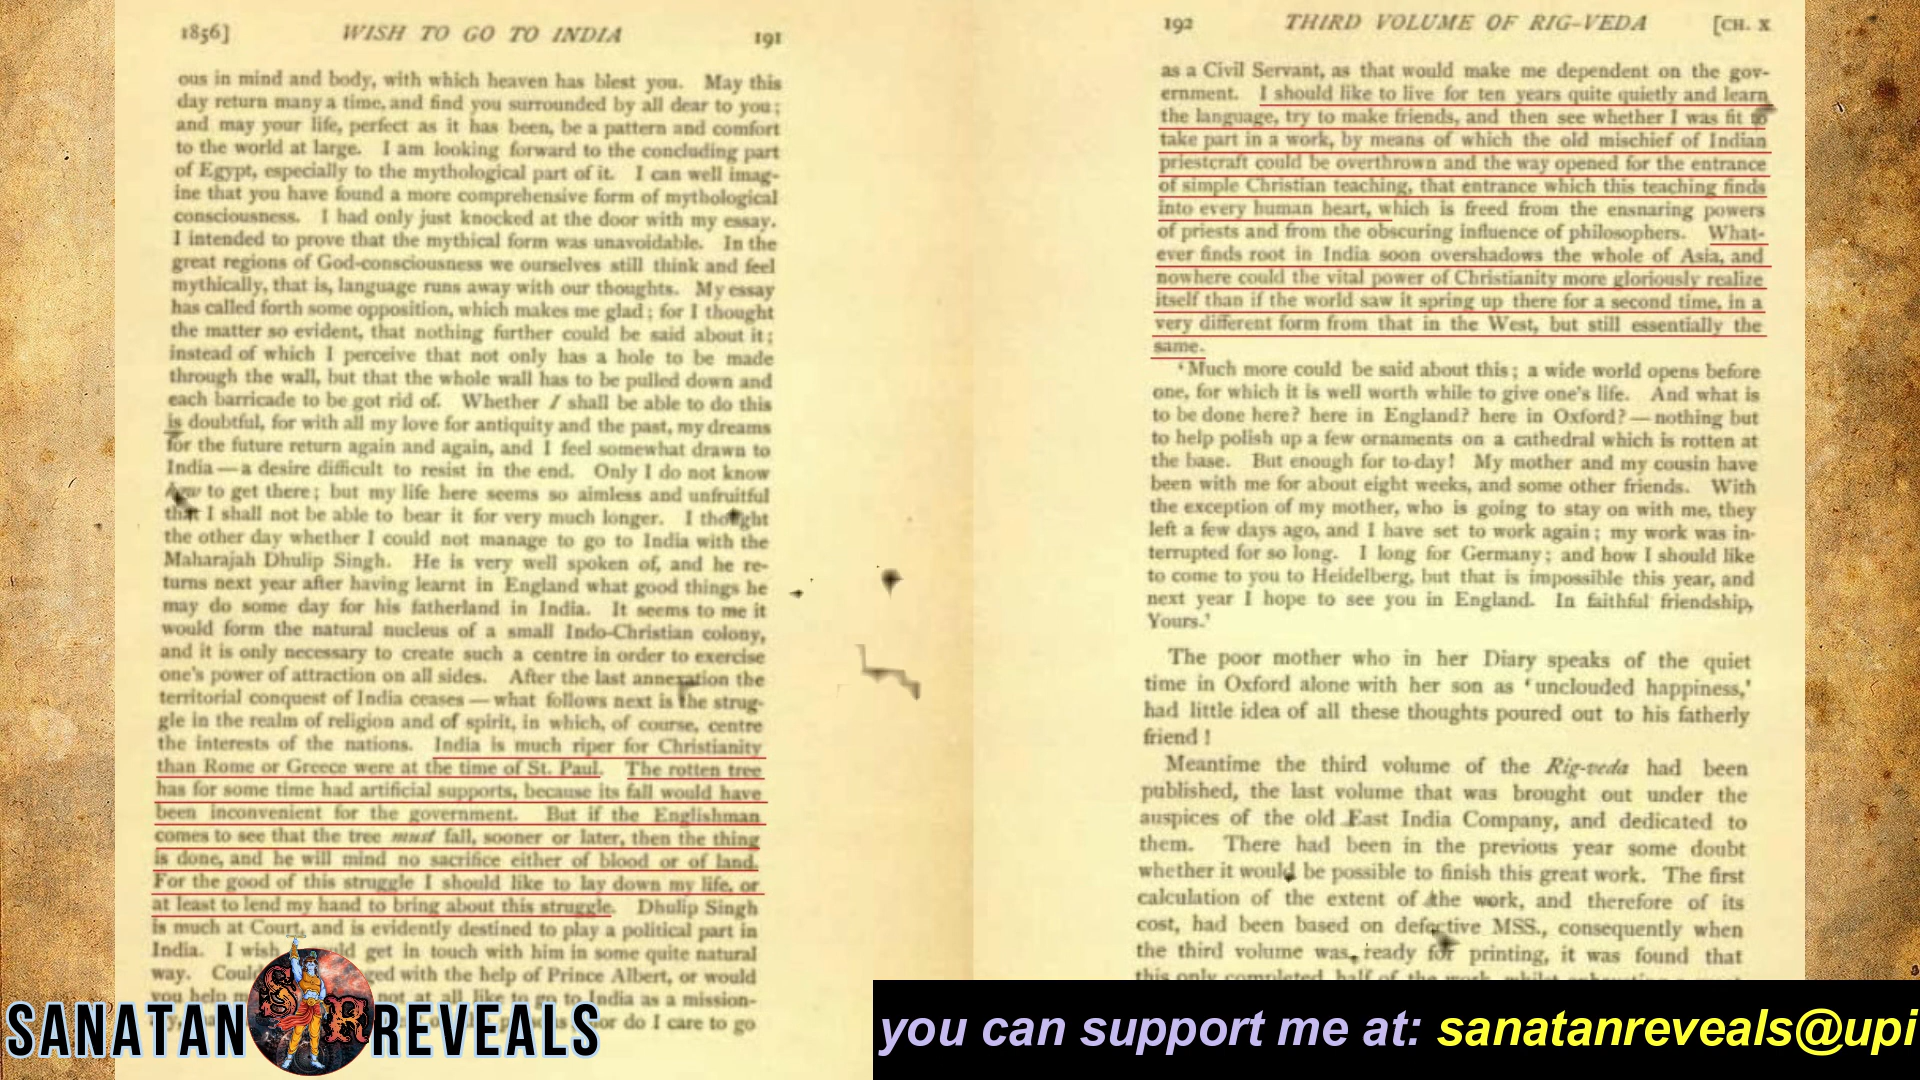 1856] WISH TO GO TO INDIA 191
ous in mind and body, with which heaven has blest you. May this
day return many a time, and find you surrounded by all dear to you;
and may your life, perfect as it has been, be a pattern and comfort
to the world at large. I am looking forward to the concluding part
of Egypt, especially to the mythological part of it. I can well imag-
ine that you have found a more comprehensive form of mythological
consciousness. I had only just knocked at the door with my essay.
I intended to prove that the mythical form was unavoidable. In the
great regions of God-consciousness we ourselves still think and feel
mythically, that is, language runs away with our thoughts. My essay
has called forth some opposition, which makes me glad; for I thought
the matter so evident, that nothing further could be said about it;
instead of which I perceive that not only has a hole to be made
through the wall, but that the whole wall has to be pulled down and
each barricade to be got rid of. Whether I shall be able to do this
is doubtful, for with all my love for antiquity and the past, my dreams
for the future return again and again, and I feel somewhat drawn to
India—a desire difficult to resist in the end. Only I do not know
how to get there; but my life here seems so aimless and unfruitful
that I shall not be able to bear it for very much longer. I thought
the other day whether I could not manage to go to India with the
Maharajah Dhulip Singh. He is very well spoken of, and he re-
turns next year after having learnt in England what good things he
may do some day for his fatherland in India. It seems to me it
would form the natural nucleus of a small Indo-Christian colony,
and it is only necessary to create such a centre in order to exercise
one's power of attraction on all sides. After the last annexation the
territorial conquest of India ceases—what follows next is the strug-
gle in the realm of religion and of spirit, in which, of course, centre
the interests of the nations. India is much riper for Christianity
than Rome or Greece were at the time of St. Paul. The rotten tree
has for some time had artificial supports, because its fall would have
been inconvenient for the government. But if the Englishman
comes to see that the tree must fall, sooner or later, then the thing
is done, and he will mind no sacrifice either of blood or of land.
For the good of this struggle I should like to lay down my life, or
at least to lend my hand to bring about this struggle. Dhulip Singh
is much at Court, and is evidently destined to play a political part in
India. I wish get in touch with him in some quite natural
way. with the help of Prince Albert, or would
you help not at all like to go to India as a mission-
nor do I care to go
192 THIRD VOLUME OF RIG-VEDA [CH. X
as a Civil Servant, as that would make me dependent on the gov-
ernment. I should like to live for ten years quite quietly and learn
the language, try to make friends, and then see whether I was fit to
take part in a work, by means of which the old mischief of Indian
priestcraft could be overthrown and the way opened for the entrance
of simple Christian teaching, that entrance which this teaching finds
into every human heart, which is freed from the ensnaring powers
of priests and from the obscuring influence of philosophers. What-
ever finds root in India soon overshadows the whole of Asia, and
nowhere could the vital power of Christianity more gloriously realize
itself than if the world saw it spring up there for a second time, in a
very different form from that in the West, but still essentially the
same.
‘Much more could be said about this; a wide world opens before
one, for which it is well worth while to give one's life. And what is
to be done here? here in England? here in Oxford?—nothing but
to help polish up a few ornaments on a cathedral which is rotten at
the base. But enough for to-day! My mother and my cousin have
been with me for about eight weeks, and some other friends. With
the exception of my mother, who is going to stay on with me, they
left a few days ago, and I have set to work again; my work was in-
terrupted for so long. I long for Germany; and how I should like
to come to you to Heidelberg, but that is impossible this year, and
next year I hope to see you in England. In faithful friendship,
Yours.’
The poor mother who in her Diary speaks of the quiet
time in Oxford alone with her son as ‘unclouded happiness,’
had little idea of all these thoughts poured out to his fatherly
friend!
Meantime the third volume of the Rig-veda had been
published, the last volume that was brought out under the
auspices of the old East India Company, and dedicated to
them. There had been in the previous year some doubt
whether it would be possible to finish this great work. The first
calculation of the extent of the work, and therefore of its
cost, had been based on defective MSS., consequently when
the third volume was ready for printing, it was found that
this only completed half of the work, whilst
SANATAN SR REVEALS
you can support me at: sanatanreveals@upi